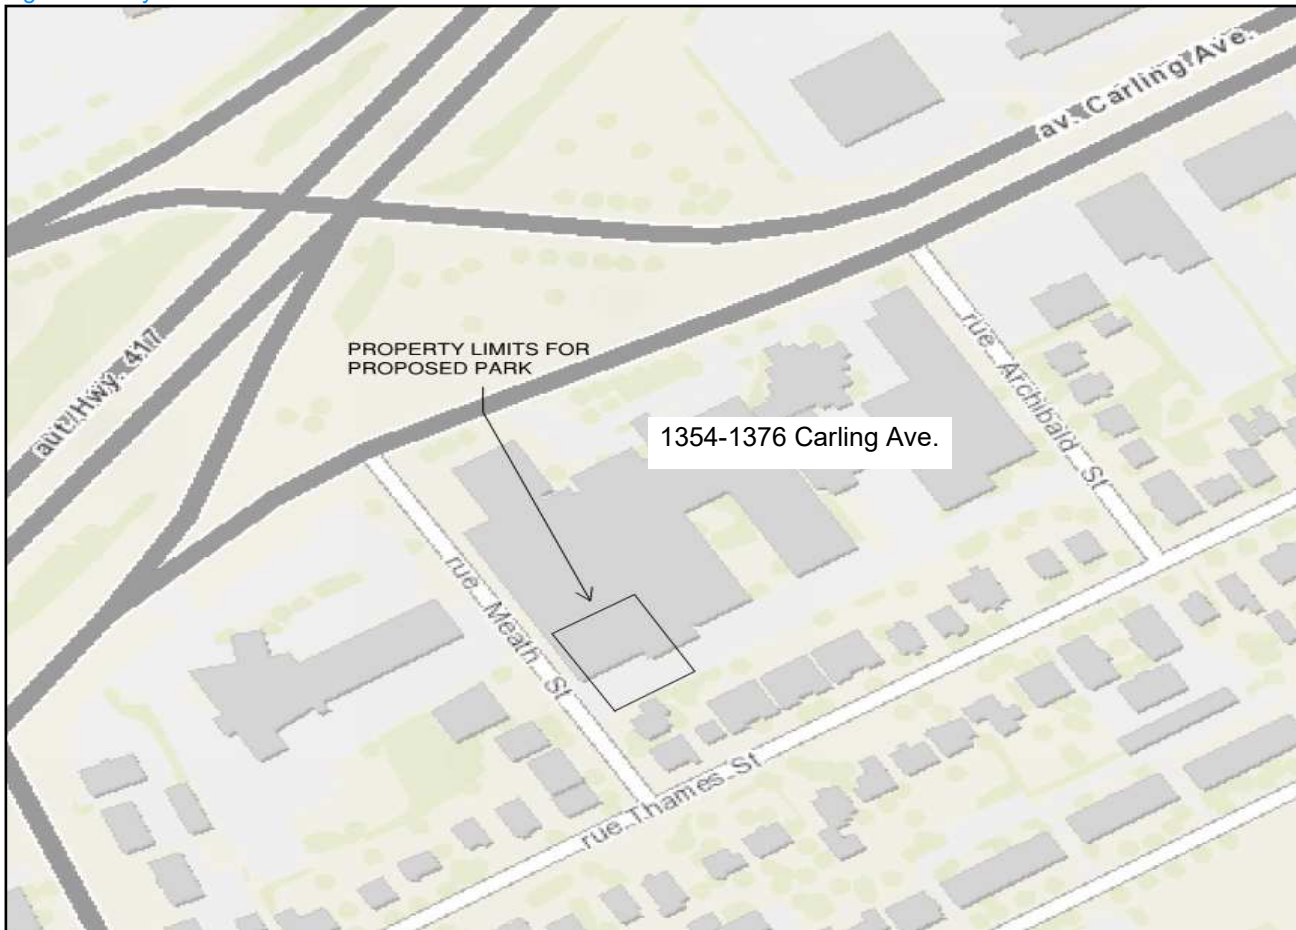 av. Carling Ave.
aut/Hwy. 417
PROPERTY LIMITS FOR
PROPOSED PARK
1354-1376 Carling Ave.
rue Archibald St
rue Meath St
rue Thames St